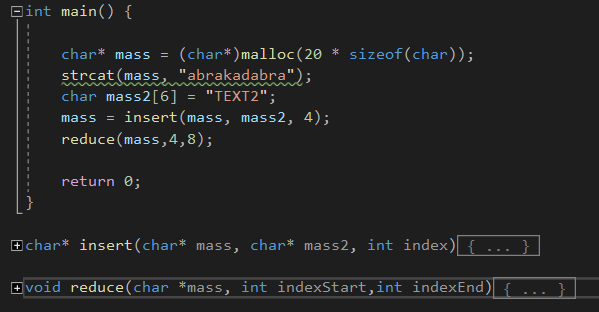 int main() {
char* mass = (char*)malloc(20 * sizeof(char));
strcat(mass, "abrakadabra");
char mass2[6] = "TEXT2";
mass = insert(mass, mass2, 4);
reduce(mass,4,8);
return 0;
}
char* insert(char* mass, char* mass2, int index){ ... }
void reduce(char *mass, int indexStart,int indexEnd){ ... }